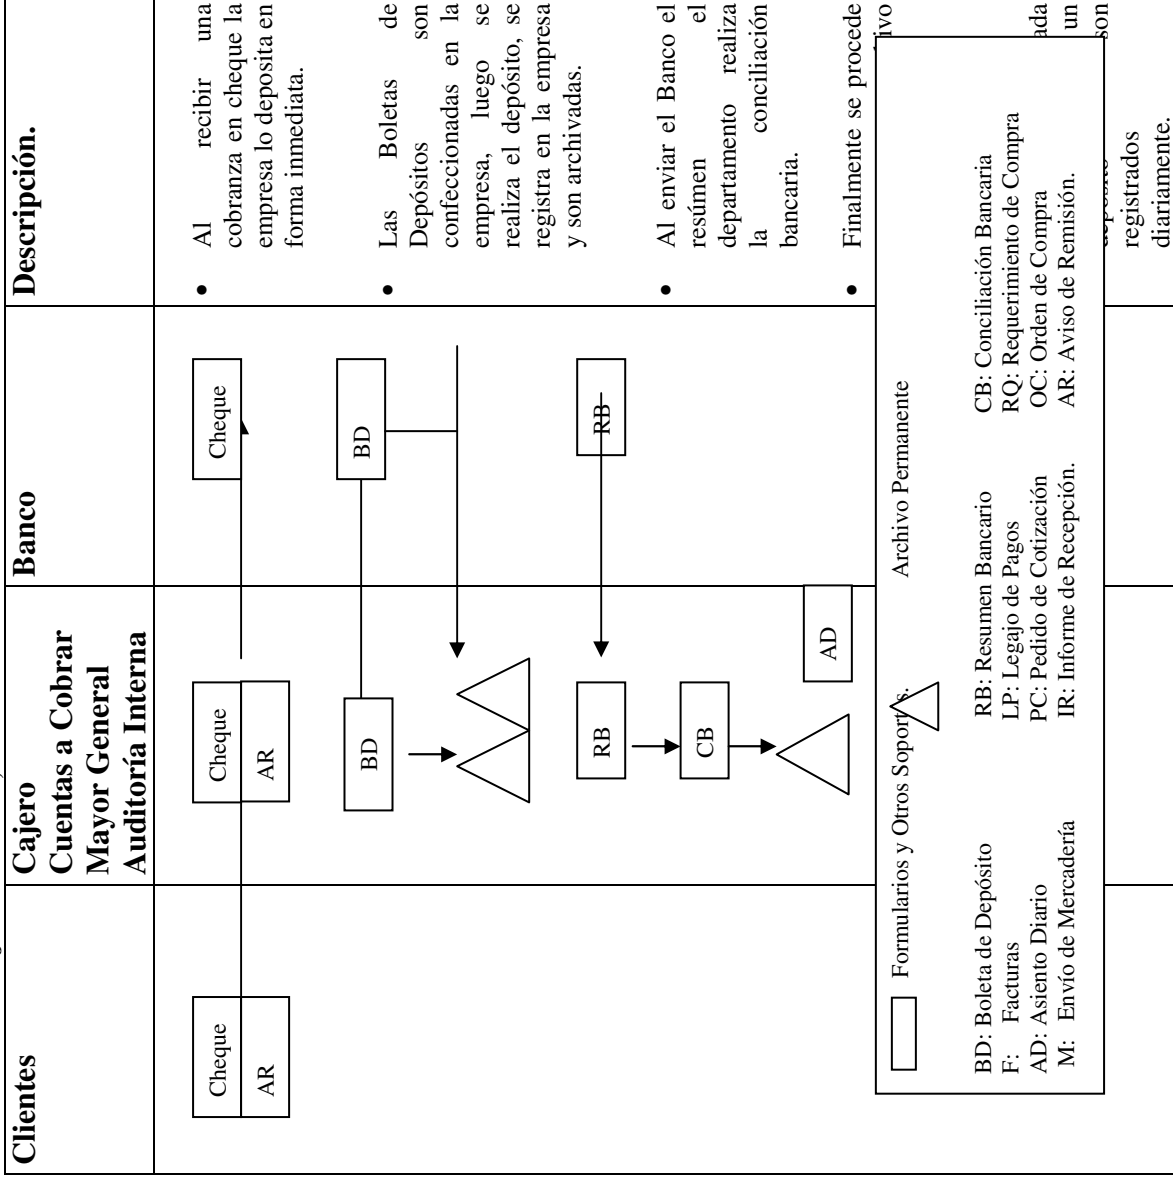 Clientes
Cajero
Cuentas a Cobrar
Mayor General
Auditoría Interna
Banco
Descripción.
Cheque
AR
Cheque
AR
Cheque
• Al recibir una
cobranza en cheque la
empresa lo deposita en
forma inmediata.
BD
BD
• Las Boletas de
Depósitos son
confeccionadas en la
empresa, luego se
realiza el depósito, se
registra en la empresa
y son archivadas.
RB
RB
CB
AD
• Al enviar el Banco el
resúmen el
departamento realiza
la conciliación
bancaria.
• Finalmente se procede
ivo
ada
un
son
registrados
diariamente.
Formularios y Otros Soportes.
Archivo Permanente
BD: Boleta de Depósito
F: Facturas
AD: Asiento Diario
M: Envío de Mercadería
RB: Resumen Bancario
LP: Legajo de Pagos
PC: Pedido de Cotización
IR: Informe de Recepción.
CB: Conciliación Bancaria
RQ: Requerimiento de Compra
OC: Orden de Compra
AR: Aviso de Remisión.